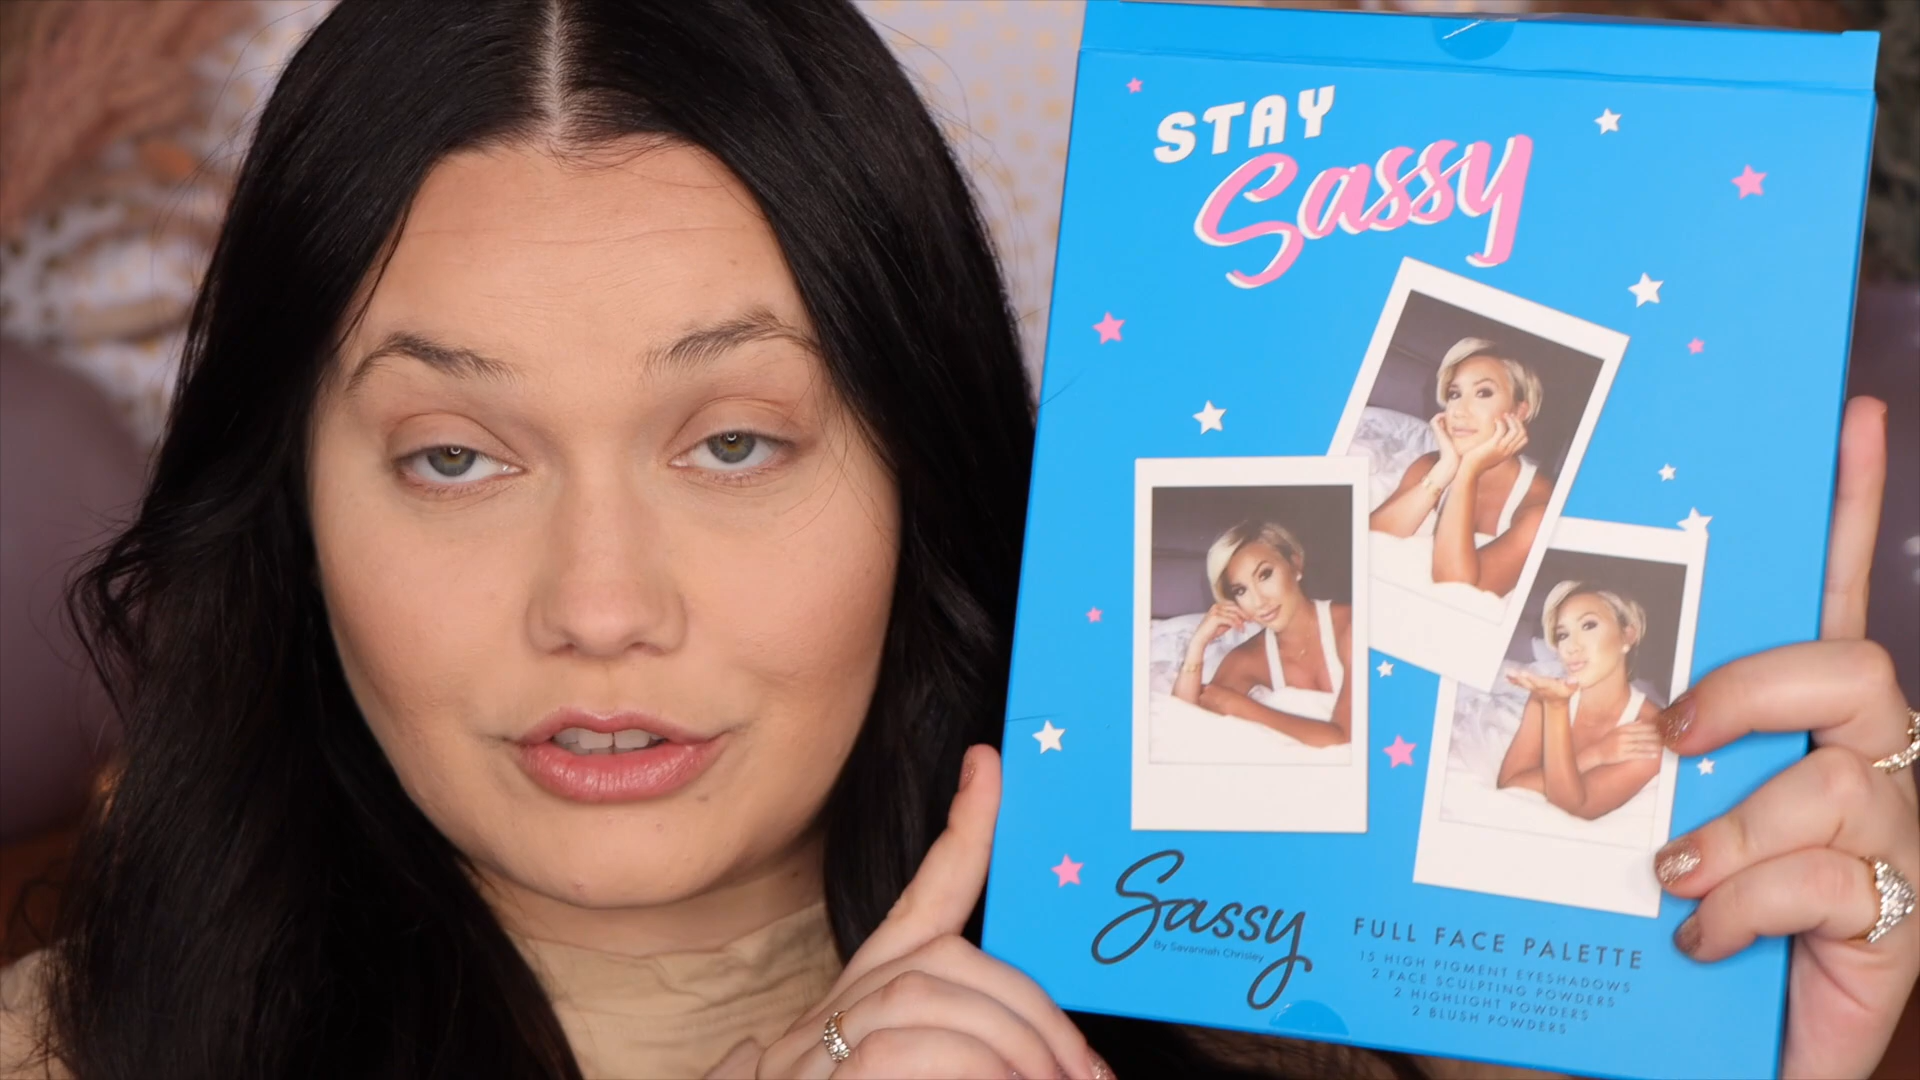 STAY
Sassy
Sassy
By Savannah Chrisley
FULL FACE PALETTE
15 HIGH PIGMENT EYESHADOWS
2 FACE SCULPTING POWDERS
2 HIGHLIGHT POWDERS
2 BLUSH POWDERS